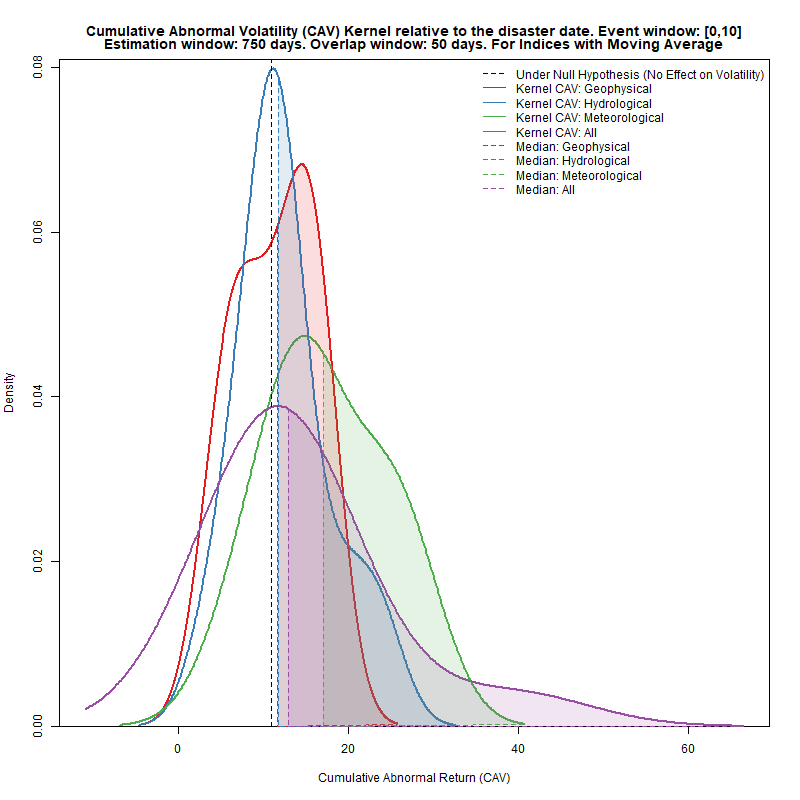 Cumulative Abnormal Volatility (CAV) Kernel relative to the disaster date. Event window: [0,10]
Estimation window: 750 days. Overlap window: 50 days. For Indices with Moving Average
Under Null Hypothesis (No Effect on Volatility)
Kernel CAV: Geophysical
Kernel CAV: Hydrological
Kernel CAV: Meteorological
Kernel CAV: All
Median: Geophysical
Median: Hydrological
Median: Meteorological
Median: All
Density
0.08
0.06
0.04
0.02
0.00
0
20
40
60
Cumulative Abnormal Return (CAV)